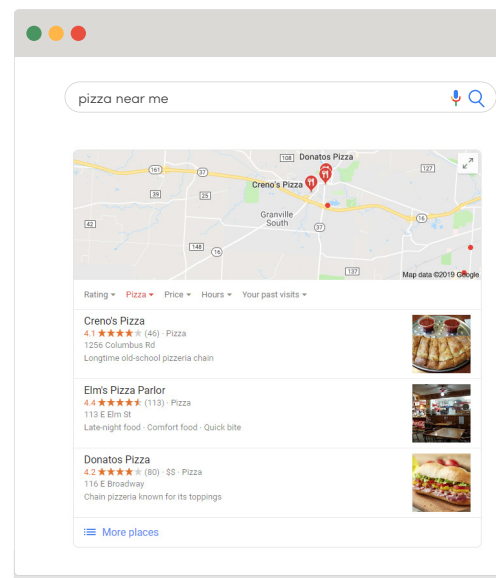 pizza near me
108
Donatos Pizza
161
37
127
Creno's Pizza
39
25
Granville
South
16
42
37
148
16
137
Map data ©2019 Google
Rating Pizza Price Hours Your past visits
Creno's Pizza
4.1 ★★★★★ (46) · Pizza
1256 Columbus Rd
Longtime old-school pizzeria chain
Elm's Pizza Parlor
4.4 ★★★★★ (113) · Pizza
113 E Elm St
Late-night food · Comfort food · Quick bite
Donatos Pizza
4.2 ★★★★★ (80) · $$ · Pizza
116 E Broadway
Chain pizzeria known for its toppings
More places